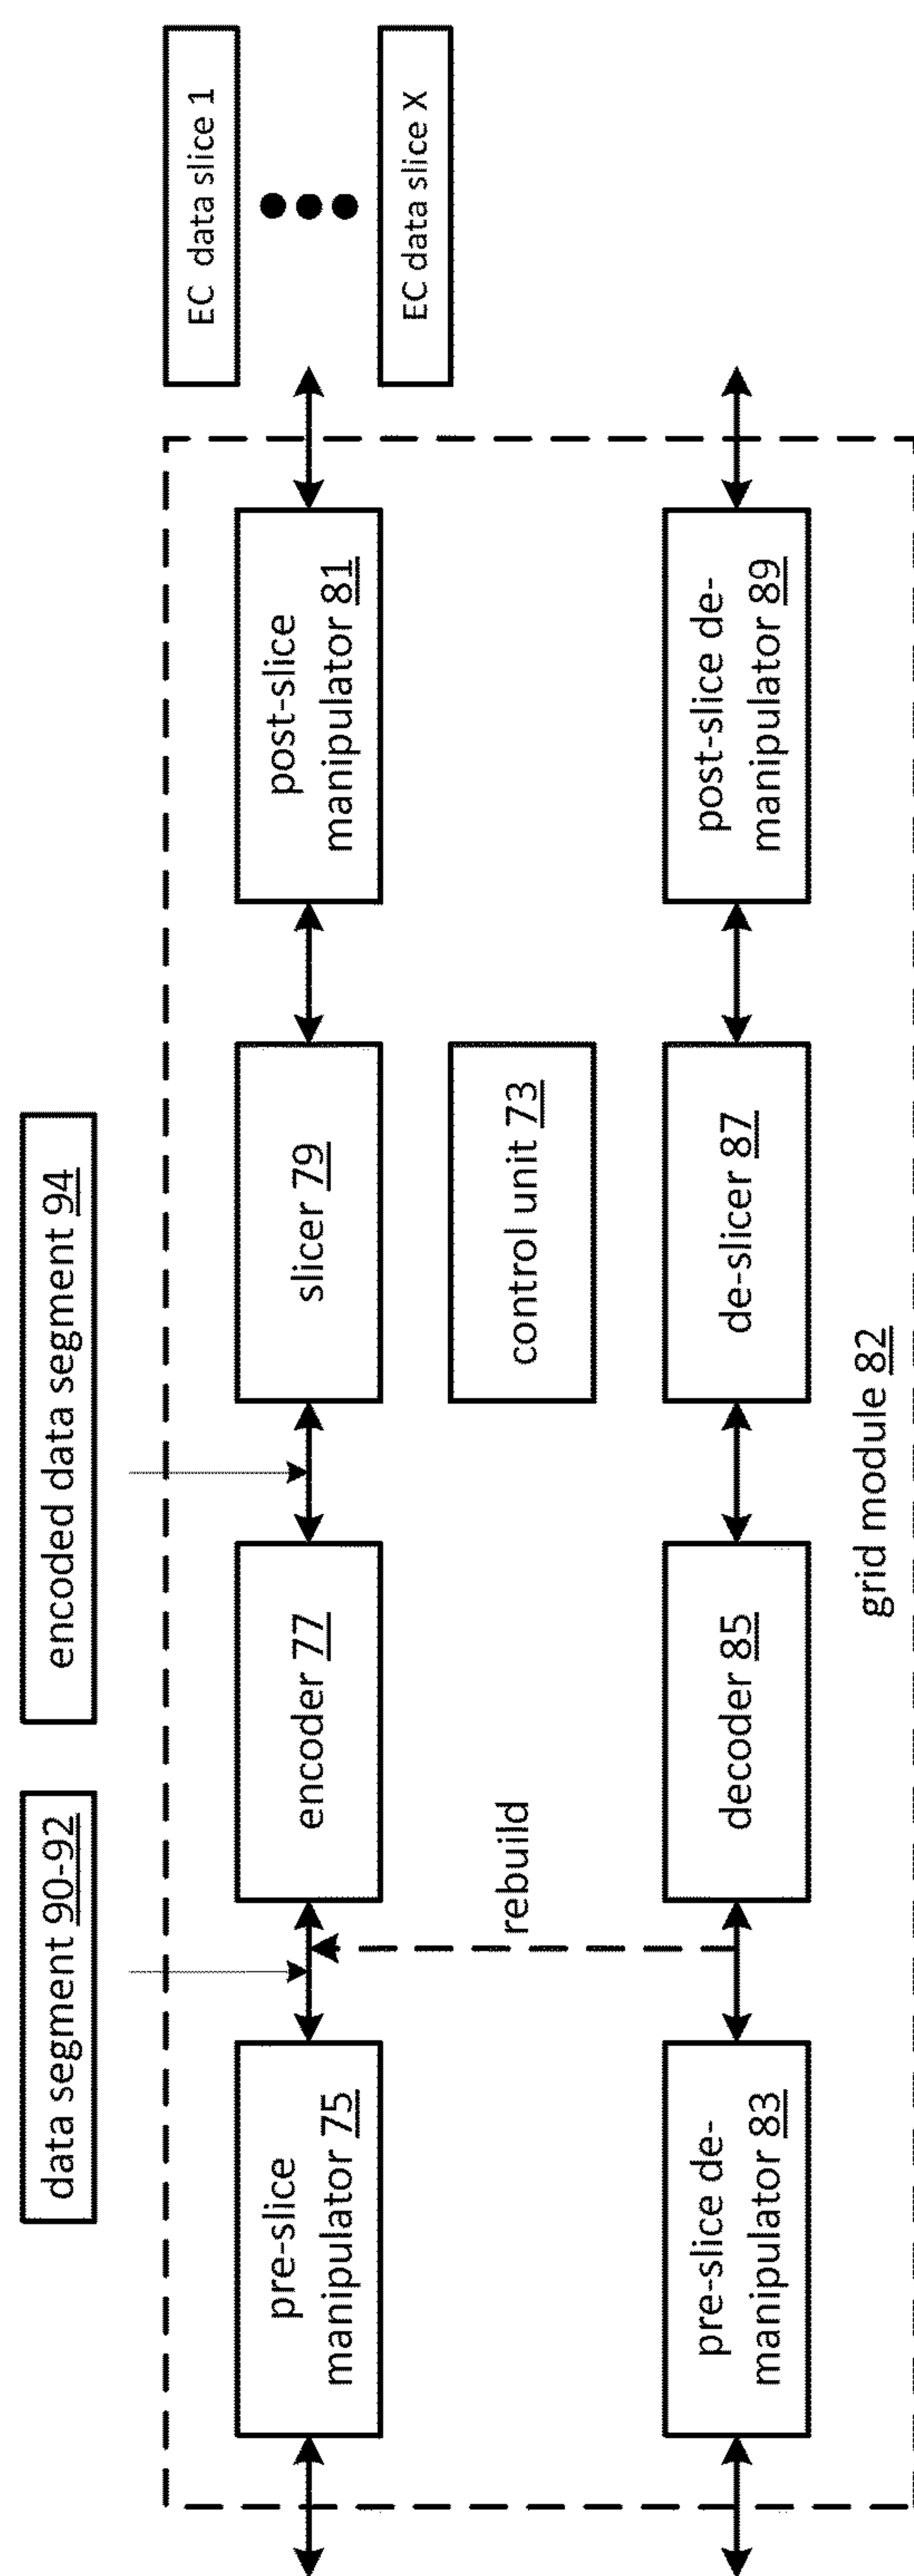 data segment 90-92
encoded data segment 94
pre-slice
manipulator 75
encoder 77
slicer 79
post-slice
manipulator 81
EC data slice 1
EC data slice X
rebuild
control unit 73
pre-slice de-
manipulator 83
decoder 85
de-slicer 87
post-slice de-
manipulator 89
grid module 82